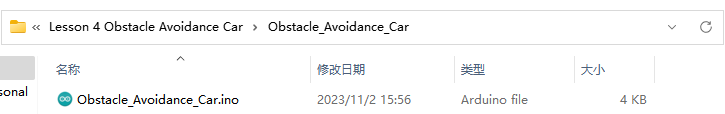 « Lesson 4 Obstacle Avoidance Car > Obstacle_Avoidance_Car
名称 修改日期 类型 大小
sonal
Obstacle_Avoidance_Car.ino 2023/11/2 15:56 Arduino file 4 KB